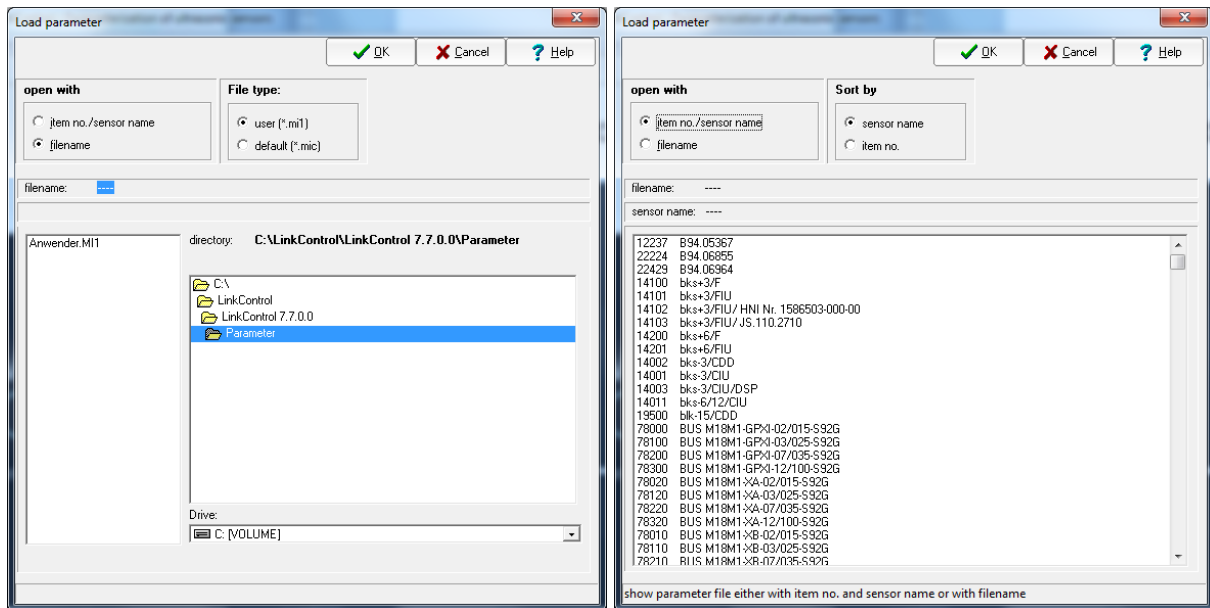 Load parameter
OK Cancel Help
open with File type:
item no./sensor name user (*.mi1)
filename default (*.mic)
filename: ----
Anwender.MI1
directory: C:\LinkControl\LinkControl 7.7.0.0\Parameter
C:\
LinkControl
LinkControl 7.7.0.0
Parameter
Drive:
C: [VOLUME]
Load parameter
OK Cancel Help
open with Sort by
item no./sensor name sensor name
filename item no.
filename: ----
sensor name: ----
12237 B94.05367
22224 B94.06855
22429 B94.06964
14100 bks+3/F
14101 bks+3/FIU
14102 bks+3/FIU/ HNI Nr. 1586503-000-00
14103 bks+3/FIU/ JS.110.2710
14200 bks+6/F
14201 bks+6/FIU
14002 bks-3/CDD
14001 bks-3/CIU
14003 bks-3/CIU/DSP
14011 bks-6/12/CIU
19500 blk-15/CDD
78000 BUS M18M1-GPXI-02/015-S92G
78100 BUS M18M1-GPXI-03/025-S92G
78200 BUS M18M1-GPXI-07/035-S92G
78300 BUS M18M1-GPXI-12/100-S92G
78020 BUS M18M1-XA-02/015-S92G
78120 BUS M18M1-XA-03/025-S92G
78220 BUS M18M1-XA-07/035-S92G
78320 BUS M18M1-XA-12/100-S92G
78010 BUS M18M1-XB-02/015-S92G
78110 BUS M18M1-XB-03/025-S92G
78210 BUS M18M1-XB-07/035-S92G
show parameter file either with item no. and sensor name or with filename